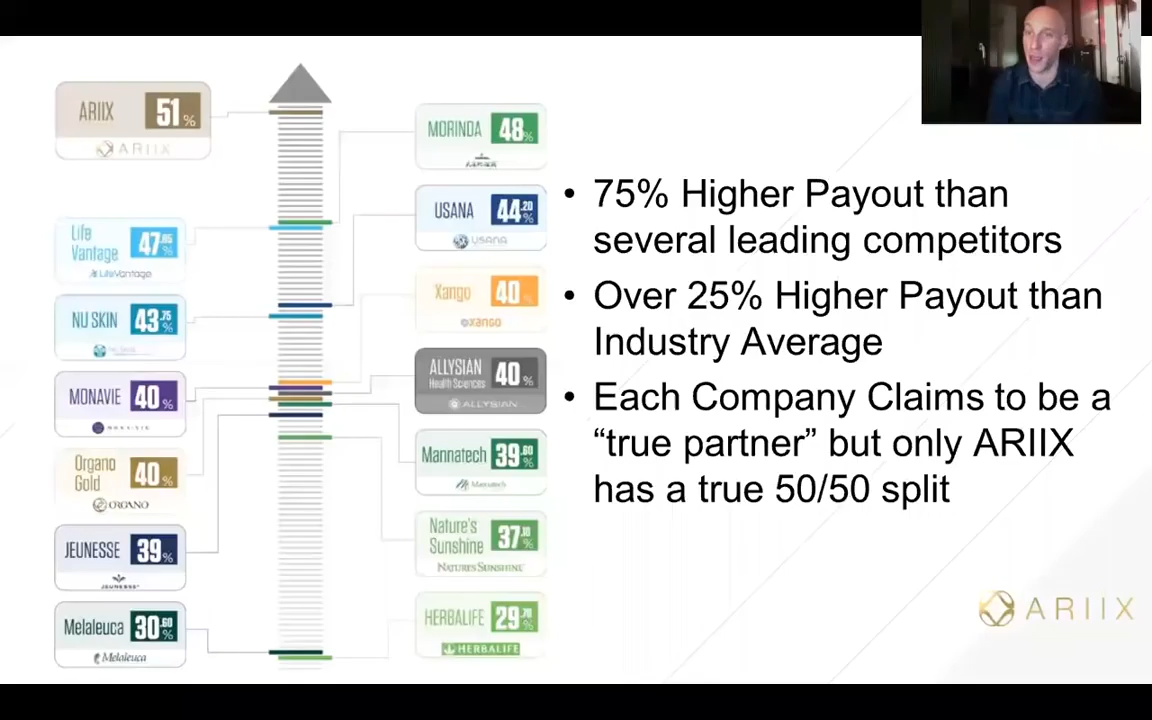 ARIIX 51%
ARIIX
Life Vantage 47.85%
LifeVantage
NU SKIN 43.75%
MONAVIE 40%
Organo Gold 40%
ORGANO
JEUNESSE 39%
JEUNESSE
Melaleuca 30.60%
Melaleuca
MORINDA 48%
USANA 44.20%
USANA
Xango 40%
xango
ALLYSIAN Health Sciences 40%
ALLYSIAN
Mannatech 39.60%
Mannatech
Nature's Sunshine 37.10%
NATURE'S SUNSHINE
HERBALIFE 29.70%
HERBALIFE
• 75% Higher Payout than
several leading competitors
• Over 25% Higher Payout than
Industry Average
• Each Company Claims to be a
“true partner” but only ARIIX
has a true 50/50 split
ARIIX